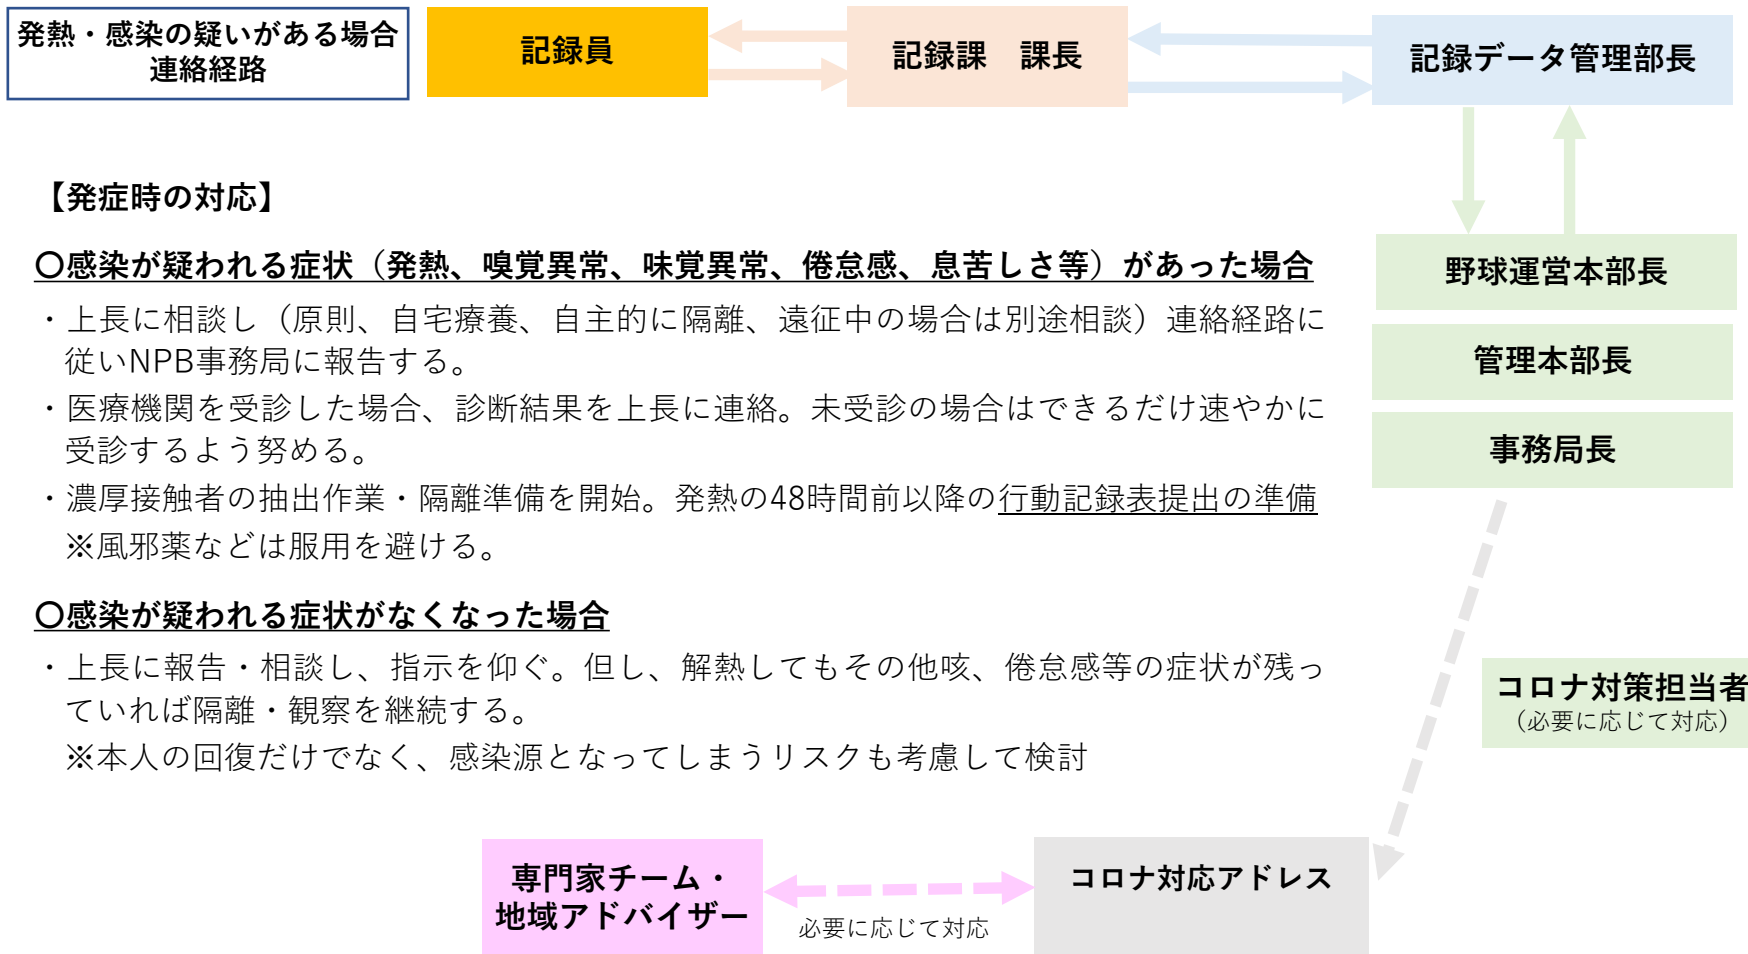 発熱・感染の疑いがある場合
連絡経路
記録員
記録課　課長
記録データ管理部長
【発症時の対応】
〇感染が疑われる症状（発熱、嗅覚異常、味覚異常、倦怠感、息苦しさ等）があった場合
・上長に相談し（原則、自宅療養、自主的に隔離、遠征中の場合は別途相談）連絡経路に
従いNPB事務局に報告する。
・医療機関を受診した場合、診断結果を上長に連絡。未受診の場合はできるだけ速やかに
受診するよう努める。
・濃厚接触者の抽出作業・隔離準備を開始。発熱の48時間前以降の行動記録表提出の準備
※風邪薬などは服用を避ける。
〇感染が疑われる症状がなくなった場合
・上長に報告・相談し、指示を仰ぐ。但し、解熱してもその他咳、倦怠感等の症状が残っ
ていれば隔離・観察を継続する。
※本人の回復だけでなく、感染源となってしまうリスクも考慮して検討
野球運営本部長
管理本部長
事務局長
コロナ対策担当者
（必要に応じて対応）
専門家チーム・
地域アドバイザー
必要に応じて対応
コロナ対応アドレス